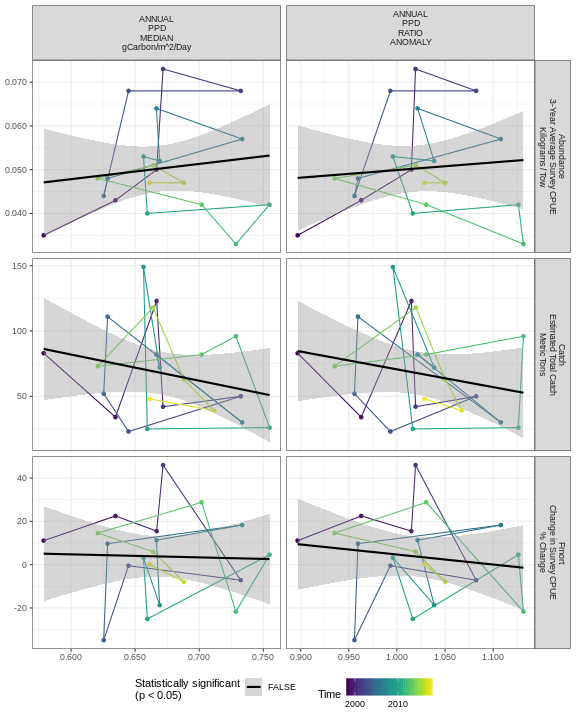 ANNUAL
PPD
MEDIAN
gCarbon/m^2/Day
ANNUAL
PPD
RATIO
ANOMALY
0.070
0.060
0.050
0.040
Abundance
3-Year Average Survey CPUE
Kilograms / Tow
150
100
50
Catch
Estimated Total Catch
Metric Tons
40
20
0
-20
Fmort
Change in Survey CPUE
% Change
0.600
0.650
0.700
0.750
0.900
0.950
1.000
1.050
1.100
Statistically significant
(p < 0.05)
FALSE
Time
2000
2010